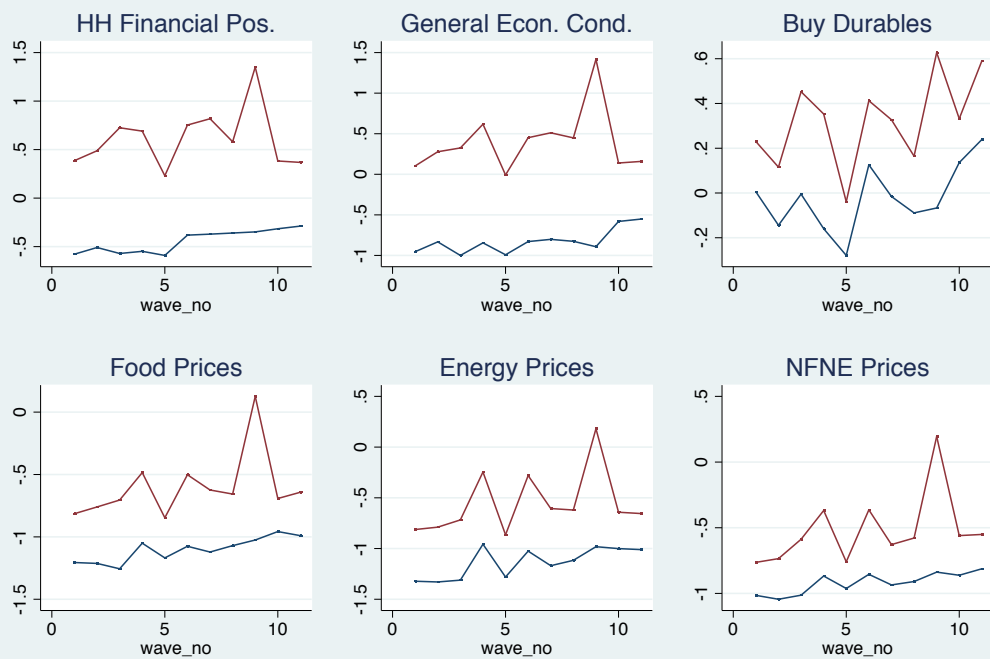 HH Financial Pos.
1.5
1
.5
0
-.5
0 5 10
wave_no
General Econ. Cond.
1.5
1
.5
0
-.5
-1
0 5 10
wave_no
Buy Durables
.6
.4
.2
0
-.2
0 5 10
wave_no
Food Prices
0
-.5
-1
-1.5
0 5 10
wave_no
Energy Prices
.5
0
-.5
-1
-1.5
0 5 10
wave_no
NFNE Prices
.5
0
-.5
-1
0 5 10
wave_no